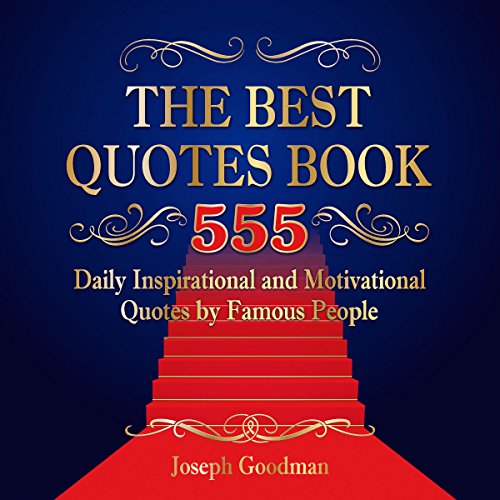 THE BEST
QUOTES BOOK
555
Daily Inspirational and Motivational
Quotes by Famous People
Joseph Goodman